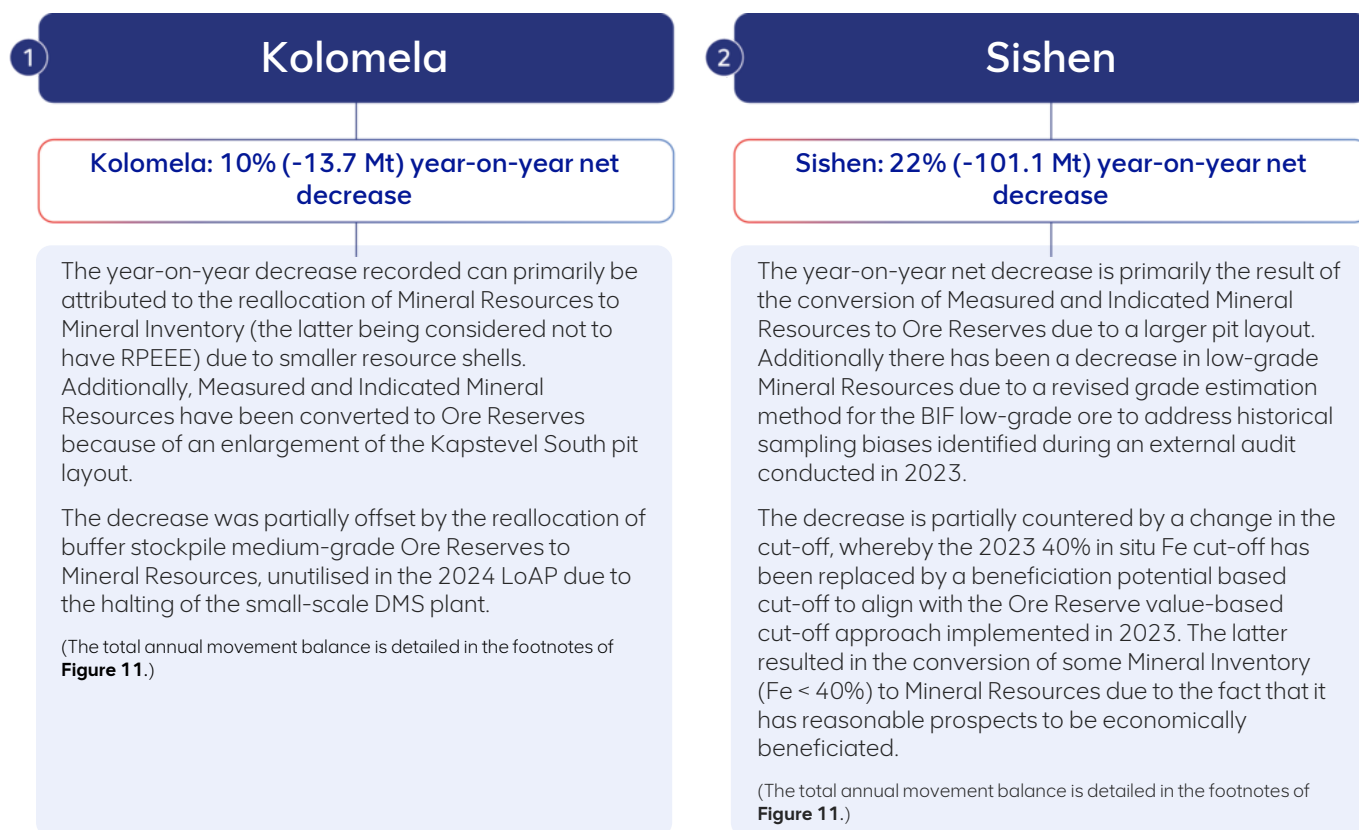 1
Kolomela
Kolomela: 10% (-13.7 Mt) year-on-year net
decrease
The year-on-year decrease recorded can primarily be
attributed to the reallocation of Mineral Resources to
Mineral Inventory (the latter being considered not to
have RPEEE) due to smaller resource shells.
Additionally, Measured and Indicated Mineral
Resources have been converted to Ore Reserves
because of an enlargement of the Kapstevel South pit
layout.
The decrease was partially offset by the reallocation of
buffer stockpile medium-grade Ore Reserves to
Mineral Resources, unutilised in the 2024 LoAP due to
the halting of the small-scale DMS plant.
(The total annual movement balance is detailed in the footnotes of
Figure 11.)
2
Sishen
Sishen: 22% (-101.1 Mt) year-on-year net
decrease
The year-on-year net decrease is primarily the result of
the conversion of Measured and Indicated Mineral
Resources to Ore Reserves due to a larger pit layout.
Additionally there has been a decrease in low-grade
Mineral Resources due to a revised grade estimation
method for the BIF low-grade ore to address historical
sampling biases identified during an external audit
conducted in 2023.
The decrease is partially countered by a change in the
cut-off, whereby the 2023 40% in situ Fe cut-off has
been replaced by a beneficiation potential based
cut-off to align with the Ore Reserve value-based
cut-off approach implemented in 2023. The latter
resulted in the conversion of some Mineral Inventory
(Fe < 40%) to Mineral Resources due to the fact that it
has reasonable prospects to be economically
beneficiated.
(The total annual movement balance is detailed in the footnotes of
Figure 11.)